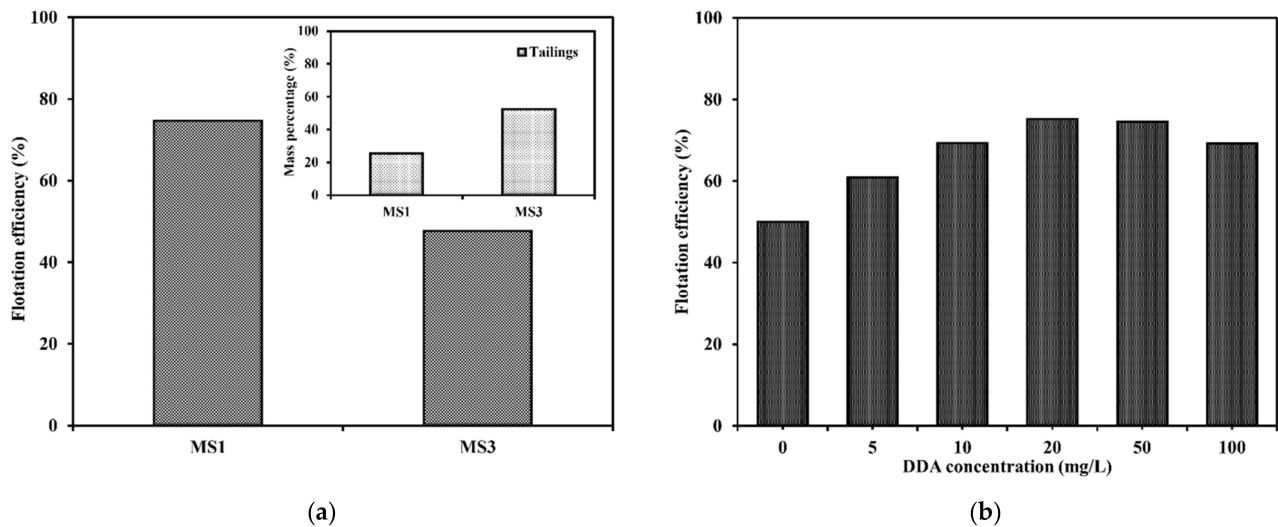 100
80
60
40
20
0
Flotation efficiency (%)
MS1
MS3
100
80
60
40
20
0
Mass percentage (%)
Tailings
MS1
MS3
(a)
100
80
60
40
20
0
Flotation efficiency (%)
0 5 10 20 50 100
DDA concentration (mg/L)
(b)